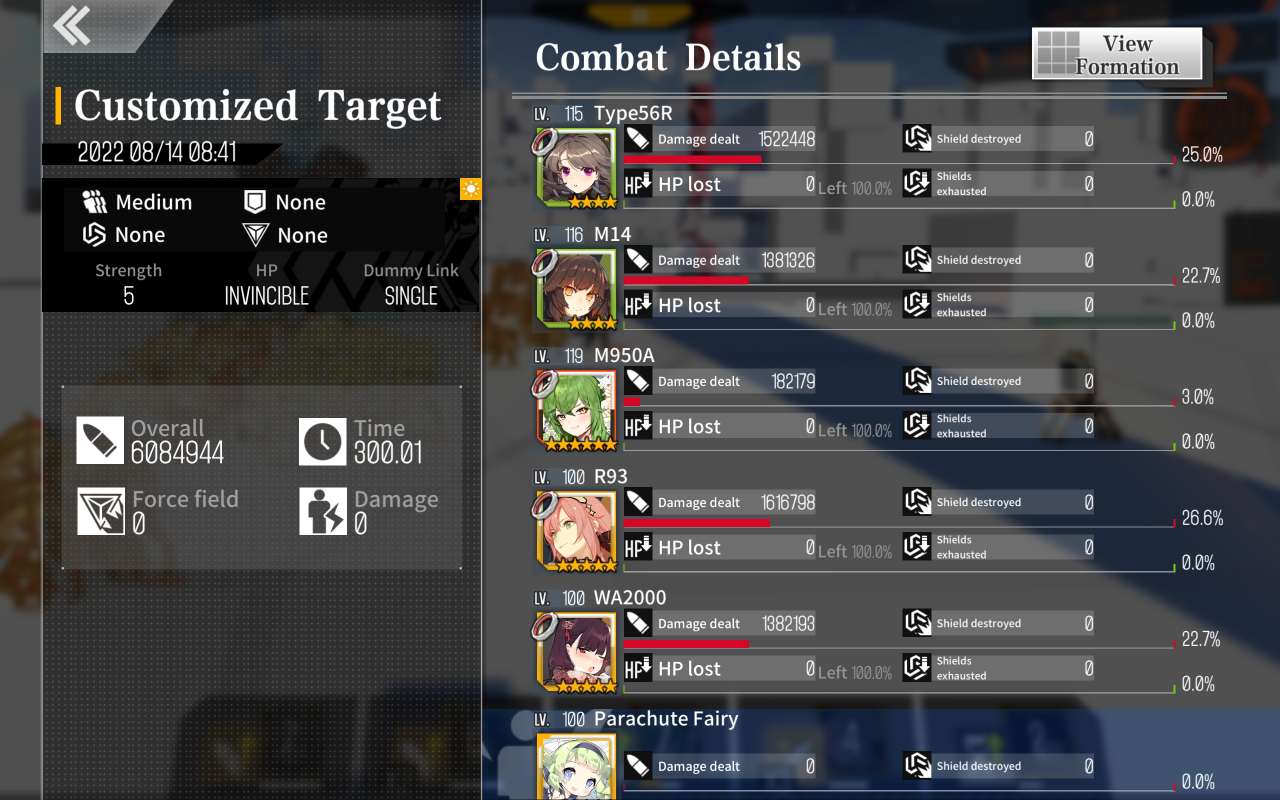 Customized Target
2022 08/14 08:41
Medium
None
None
None
Strength
HP
Dummy Link
5
INVINCIBLE
SINGLE
Overall
6084944
Time
300.01
Force field
0
Damage
0
Combat Details
View
Formation
LV. 115 Type56R
Damage dealt 1522448
Shield destroyed 0
25.0%
HP lost 0 Left 100.0%
Shields
exhausted 0
0.0%
LV. 116 M14
Damage dealt 1381326
Shield destroyed 0
22.7%
HP lost 0 Left 100.0%
Shields
exhausted 0
0.0%
LV. 119 M950A
Damage dealt 182179
Shield destroyed 0
3.0%
HP lost 0 Left 100.0%
Shields
exhausted 0
0.0%
LV. 100 R93
Damage dealt 1616798
Shield destroyed 0
26.6%
HP lost 0 Left 100.0%
Shields
exhausted 0
0.0%
LV. 100 WA2000
Damage dealt 1382193
Shield destroyed 0
22.7%
HP lost 0 Left 100.0%
Shields
exhausted 0
0.0%
LV. 100 Parachute Fairy
Damage dealt 0
Shield destroyed 0
0.0%